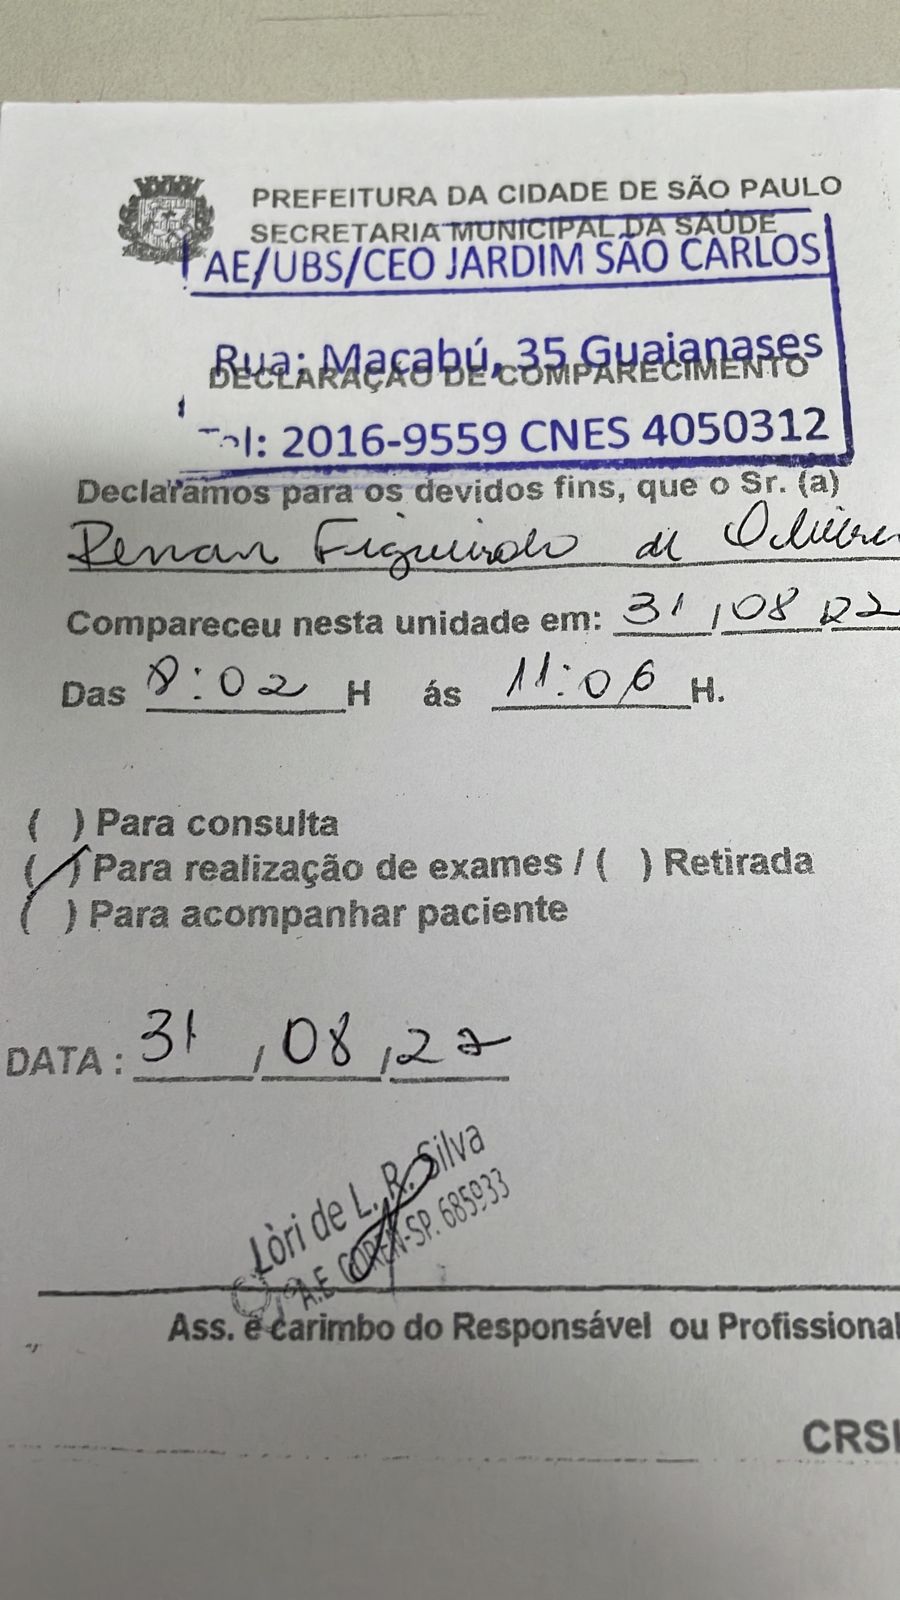 PREFEITURA DA CIDADE DE SÃO PAULO
SECRETARIA MUNICIPAL DA SAÚDE
AE/UBS/CEO JARDIM SÃO CARLOS
Rua: Macabú, 35 Guaianases
DECLARAÇÃO DE COMPARECIMENTO
Tel: 2016-9559 CNES 4050312
Declaramos para os devidos fins, que o Sr. (a)
Renan Figueiredo de Oliveira
Compareceu nesta unidade em: 31/08/22
Das 8:02 H ás 11:06 H.
( ) Para consulta
(/) Para realização de exames / ( ) Retirada
( ) Para acompanhar paciente
DATA: 31/08/22
Lòri de L. R. Silva
A.E COREN-SP. 685933
Ass. e carimbo do Responsável ou Profissional